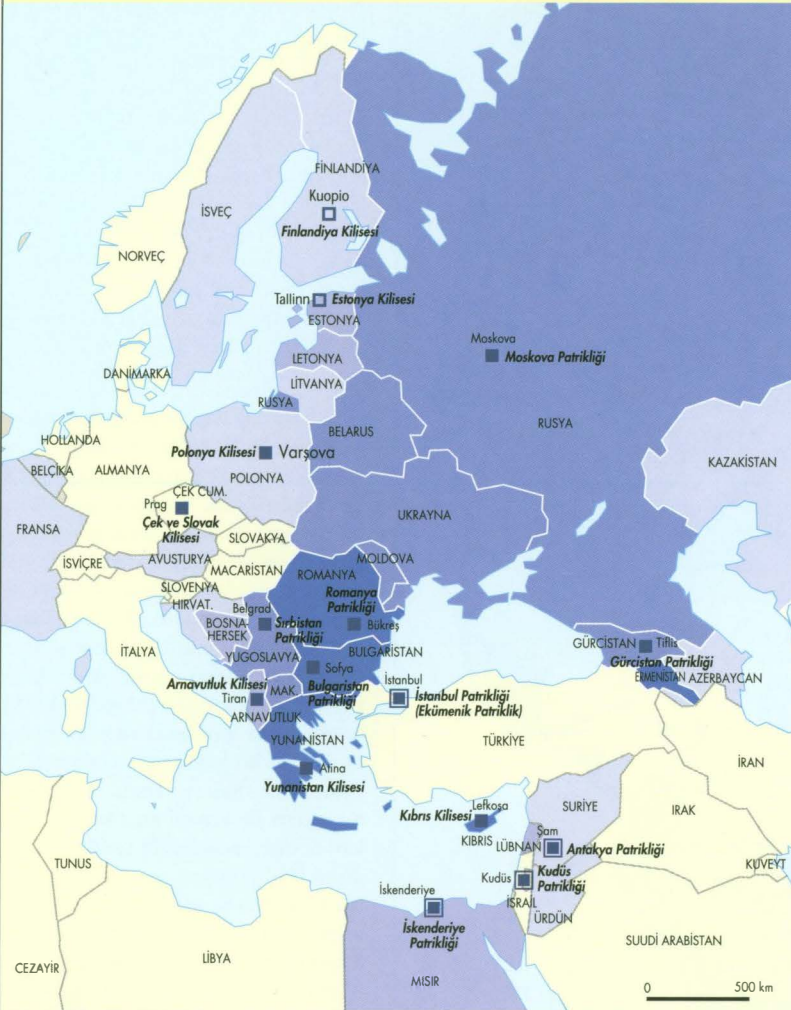 FİNLANDİYA
Kuopio
Finlandiya Kilisesi
İSVEÇ
NORVEÇ
Tallinn
Estonya Kilisesi
ESTONYA
Moskova
Moskova Patrikliği
LETONYA
DANİMARKA
LİTVANYA
RUSYA
RUSYA
BELARUS
HOLLANDA
BELÇİKA
ALMANYA
Polonya Kilisesi
Varşova
POLONYA
KAZAKİSTAN
ÇEK CUM.
Prag
Çek ve Slovak
Kilisesi
UKRAYNA
FRANSA
SLOVAKYA
AVUSTURYA
İSVİÇRE
MACARİSTAN
MOLDOVA
ROMANYA
SLOVENYA
HIRVAT.
Romanya
Patrikliği
Belgrad
BOSNA-
HERSEK
Sırbistan
Patrikliği
Bükreş
İTALYA
YUGOSLAVYA
BULGARİSTAN
GÜRCİSTAN
Tiflis
Gürcistan Patrikliği
ERMENİSTAN
AZERBAYCAN
Sofya
Bulgaristan
Patrikliği
İstanbul
İstanbul Patrikliği
(Ekümenik Patriklik)
Arnavutluk Kilisesi
Tiran
MAK.
ARNAVUTLUK
YUNANİSTAN
TÜRKİYE
İRAN
Atina
Yunanistan Kilisesi
Lefkoşa
Kıbrıs Kilisesi
KIBRIS
SURİYE
IRAK
Şam
LÜBNAN
Antakya Patrikliği
KUVEYT
TUNUS
Kudüs
Kudüs
Patrikliği
İskenderiye
İSRAİL
ÜRDÜN
İskenderiye
Patrikliği
SUUDİ ARABİSTAN
LİBYA
CEZAYİR
MISIR
0 500 km